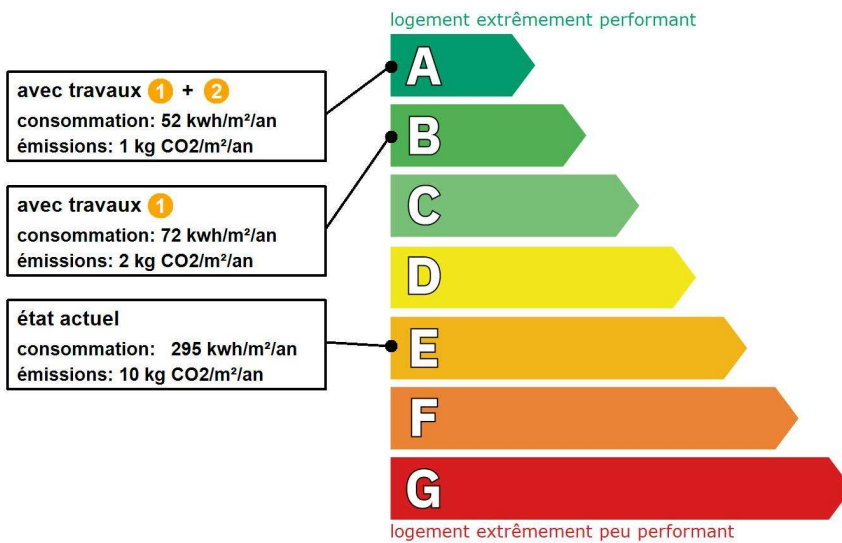 logement extrêmement performant
A
avec travaux 1 + 2
consommation: 52 kwh/m²/an
émissions: 1 kg CO2/m²/an
B
avec travaux 1
consommation: 72 kwh/m²/an
émissions: 2 kg CO2/m²/an
C
D
état actuel
consommation: 295 kwh/m²/an
émissions: 10 kg CO2/m²/an
E
F
G
logement extrêmement peu performant